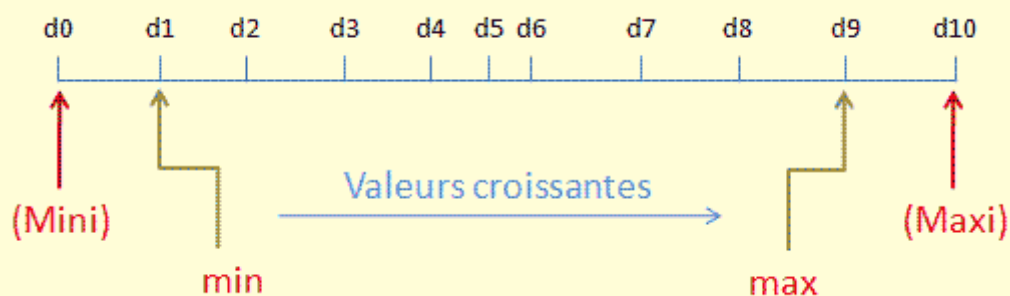 d0 d1 d2 d3 d4 d5 d6 d7 d8 d9 d10
Valeurs croissantes
(Mini) (Maxi)
min max